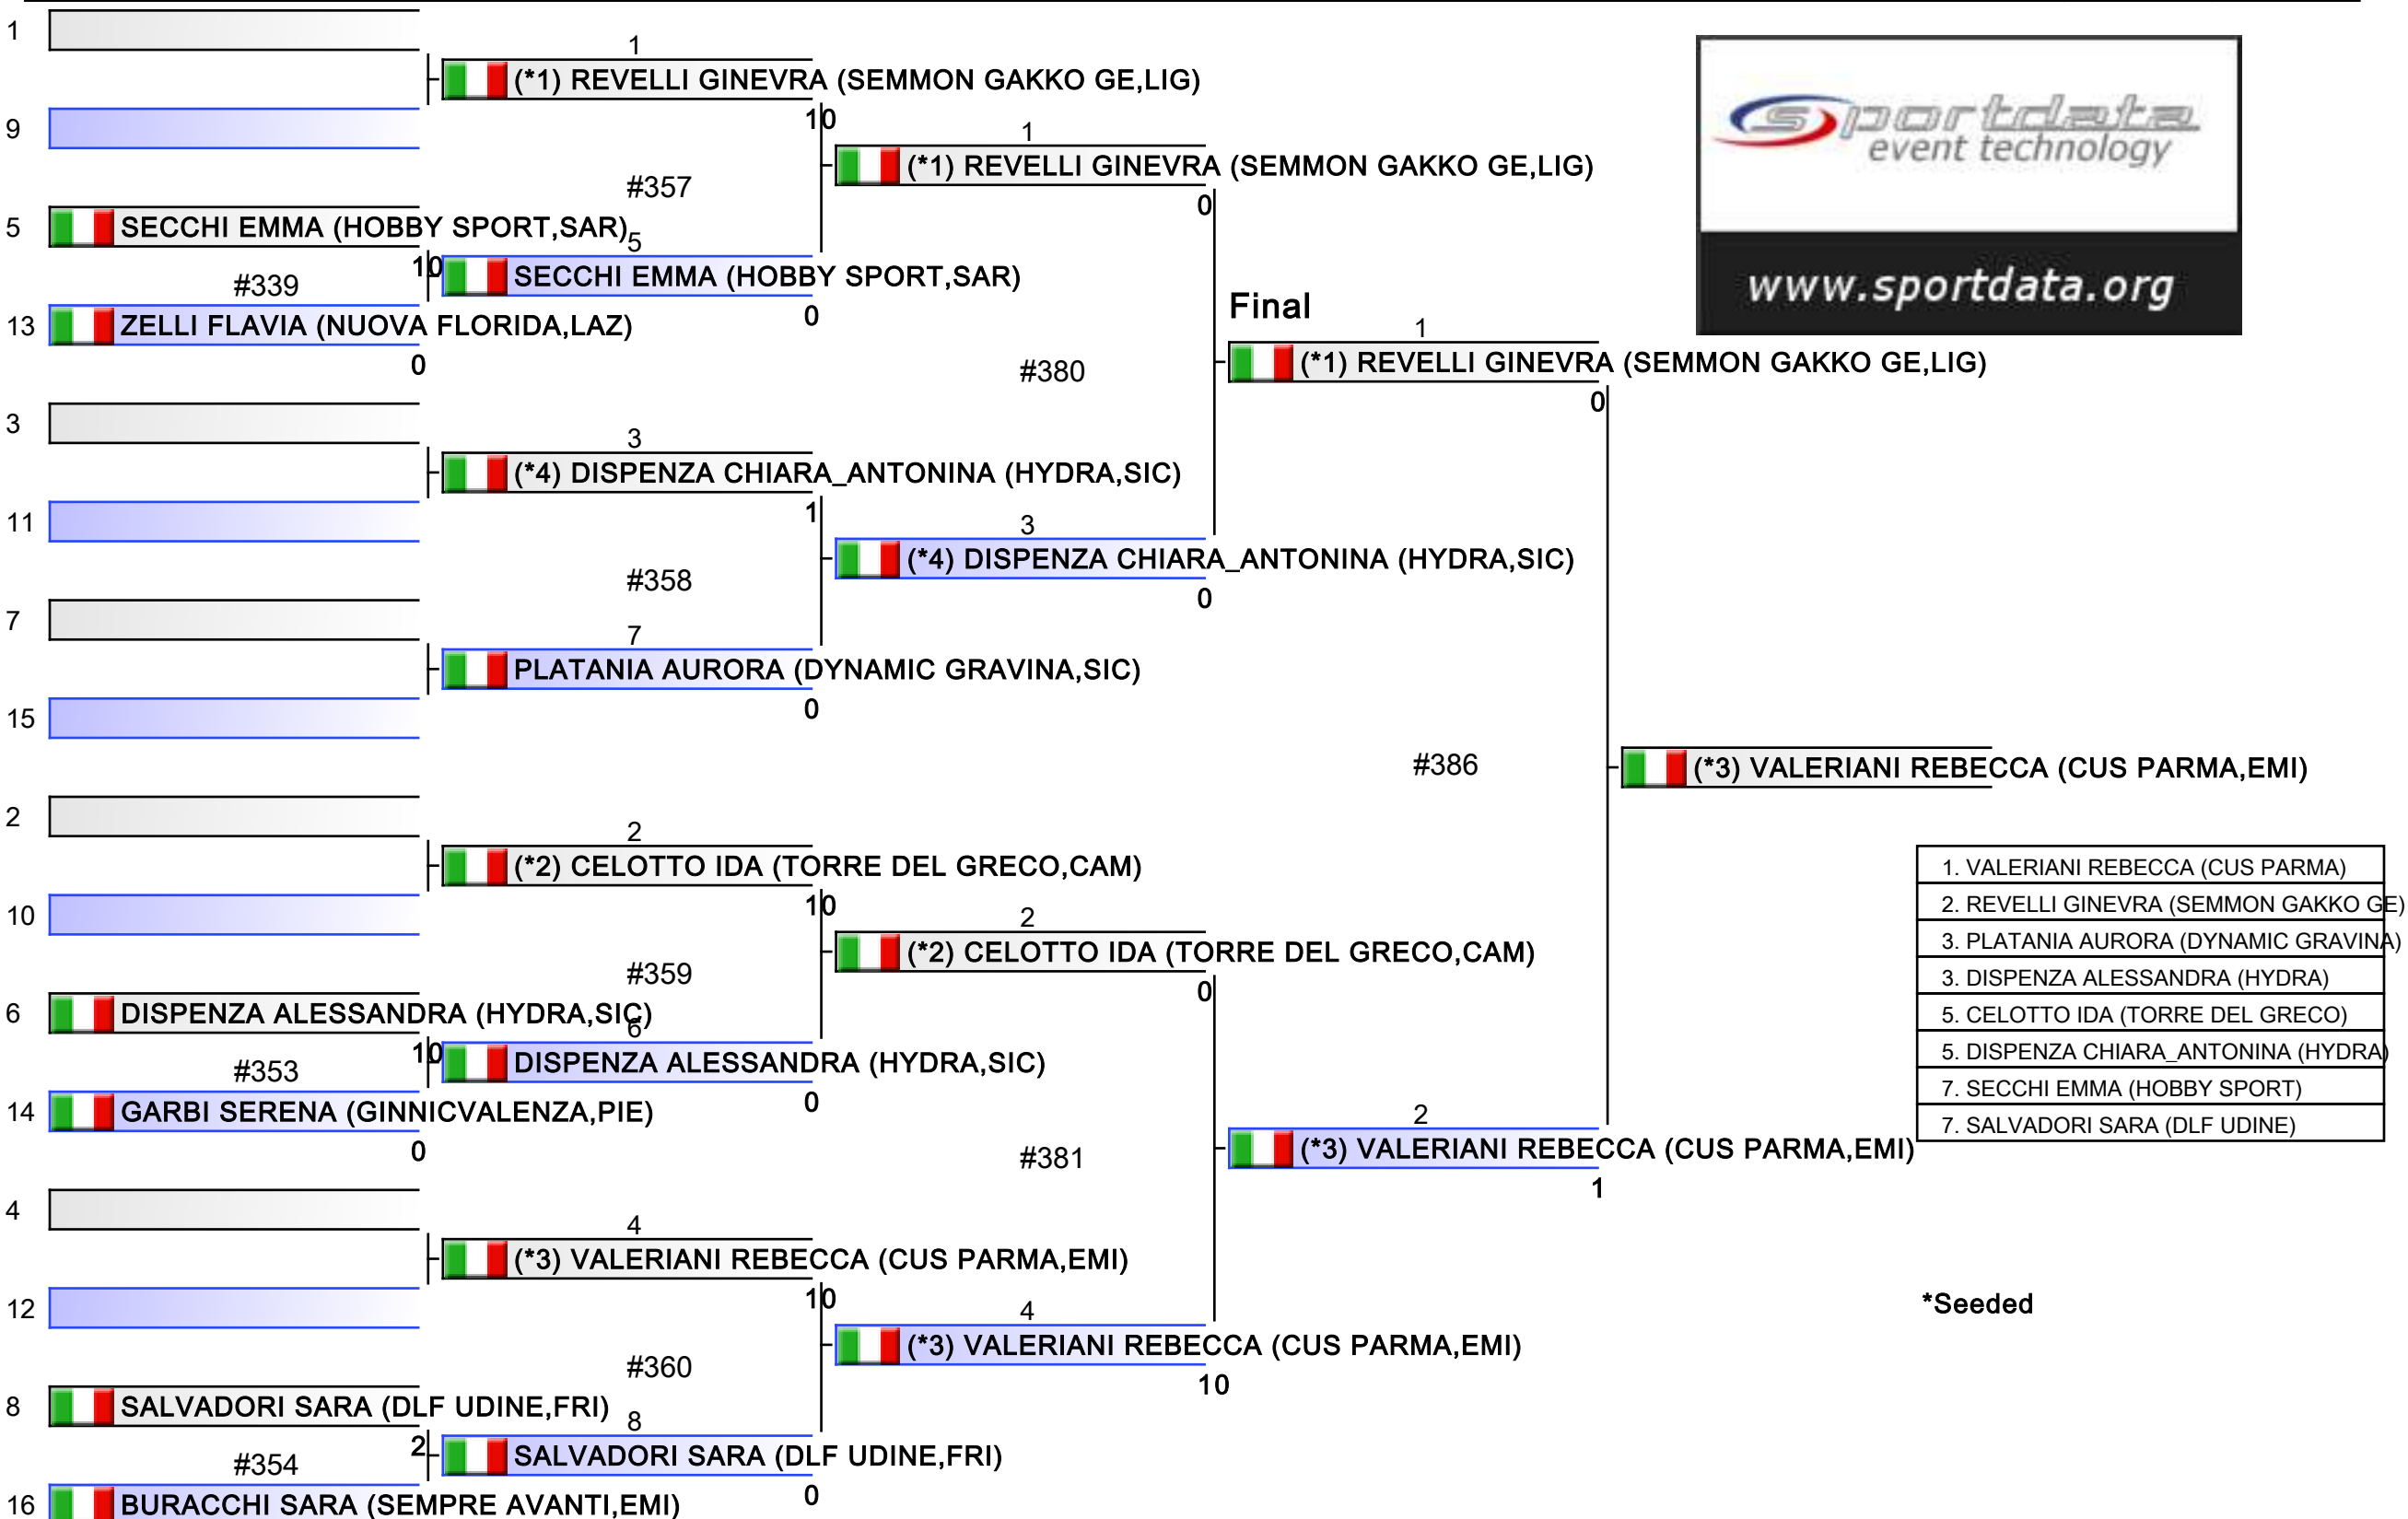 1
1
(*1) REVELLI GINEVRA (SEMMON GAKKO GE,LIG)
9
10
1
(*1) REVELLI GINEVRA (SEMMON GAKKO GE,LIG)
#357
0
5
SECCHI EMMA (HOBBY SPORT,SAR)
5
10
SECCHI EMMA (HOBBY SPORT,SAR)
#339
0
13
ZELLI FLAVIA (NUOVA FLORIDA,LAZ)
0
Final
1
(*1) REVELLI GINEVRA (SEMMON GAKKO GE,LIG)
0
#380
3
3
(*4) DISPENZA CHIARA_ANTONINA (HYDRA,SIC)
11
1
3
(*4) DISPENZA CHIARA_ANTONINA (HYDRA,SIC)
#358
0
7
7
PLATANIA AURORA (DYNAMIC GRAVINA,SIC)
0
15
#386
(*3) VALERIANI REBECCA (CUS PARMA,EMI)
2
2
(*2) CELOTTO IDA (TORRE DEL GRECO,CAM)
10
10
2
(*2) CELOTTO IDA (TORRE DEL GRECO,CAM)
#359
0
6
DISPENZA ALESSANDRA (HYDRA,SIC)
6
10
DISPENZA ALESSANDRA (HYDRA,SIC)
#353
0
14
GARBI SERENA (GINNICVALENZA,PIE)
0
#381
2
(*3) VALERIANI REBECCA (CUS PARMA,EMI)
1
4
4
(*3) VALERIANI REBECCA (CUS PARMA,EMI)
12
10
4
(*3) VALERIANI REBECCA (CUS PARMA,EMI)
#360
10
8
SALVADORI SARA (DLF UDINE,FRI)
8
2
SALVADORI SARA (DLF UDINE,FRI)
#354
0
16
BURACCHI SARA (SEMPRE AVANTI,EMI)
sportdata
event technology
www.sportdata.org
1. VALERIANI REBECCA (CUS PARMA)
2. REVELLI GINEVRA (SEMMON GAKKO GE)
3. PLATANIA AURORA (DYNAMIC GRAVINA)
3. DISPENZA ALESSANDRA (HYDRA)
5. CELOTTO IDA (TORRE DEL GRECO)
5. DISPENZA CHIARA_ANTONINA (HYDRA)
7. SECCHI EMMA (HOBBY SPORT)
7. SALVADORI SARA (DLF UDINE)
*Seeded